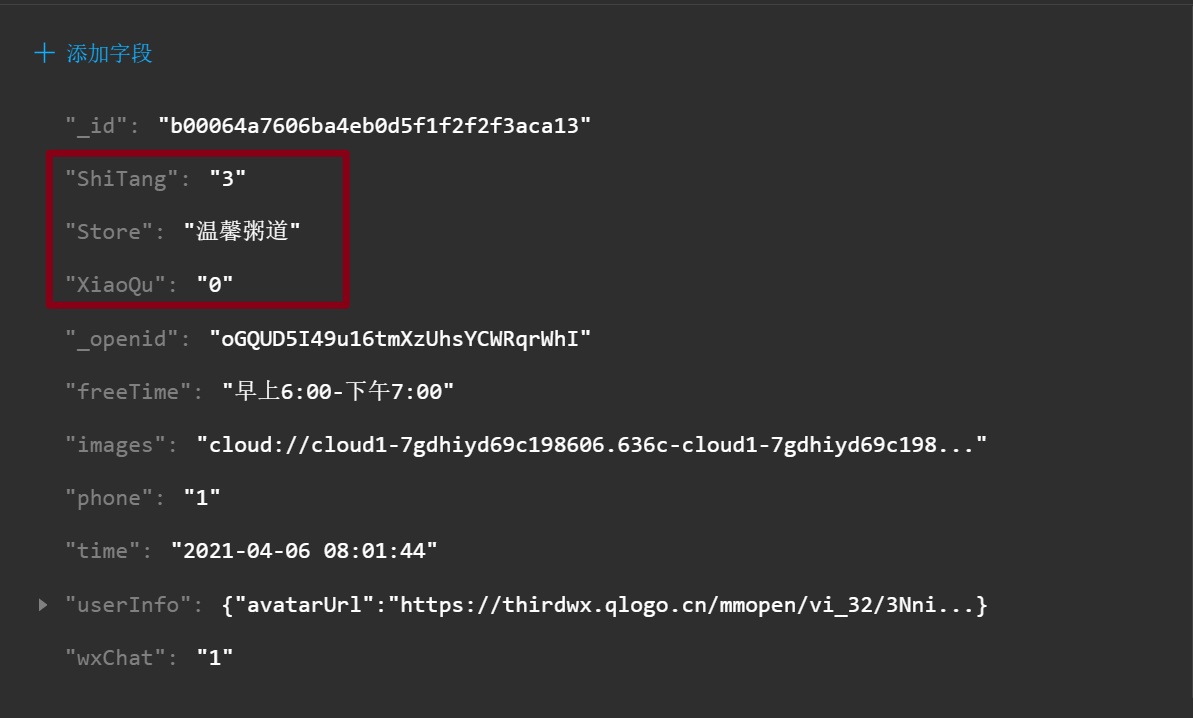 + 添加字段
"_id": "b00064a7606ba4eb0d5f1f2f2f3aca13"
"ShiTang": "3"
"Store": "温馨粥道"
"XiaoQu": "0"
"_openid": "oGQUD5I49u16tmXzUhsYCWRqrWhI"
"freeTime": "早上6:00-下午7:00"
"images": "cloud://cloud1-7gdhiyd69c198606.636c-cloud1-7gdhiyd69c198..."
"phone": "1"
"time": "2021-04-06 08:01:44"
"userInfo": {"avatarUrl":"https://thirdwx.qlogo.cn/mmopen/vi_32/3Nni...}
"wxChat": "1"